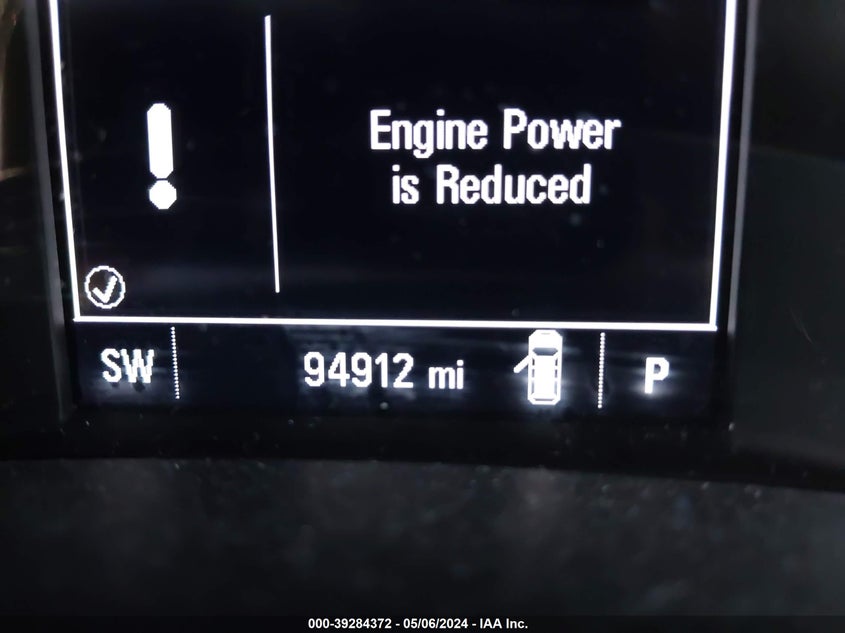 Engine Power
is Reduced
SW 94912 mi P
000-39284372 - 05/06/2024 - IAA Inc.